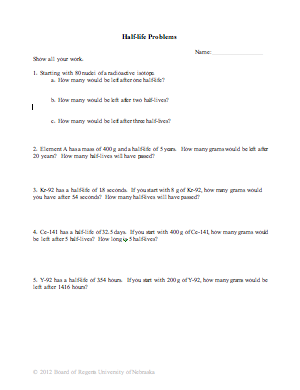 Half-life Problems
Name:
Show all your work.
1. Starting with 80 nuclei of a radioactive isotope.
a. How many would be left after one half-life?
b. How many would be left after two half-lives?
c. How many would be left after three half-lives?
2. Element A has a mass of 400 g and a half-life of 5 years. How many grams would be left after
20 years? How many half-lives will have passed?
3. Kr-92 has a half-life of 18 seconds. If you start with 8 g of Kr-92, how many grams would
you have after 54 seconds? How many half-lives will have passed?
4. Ce-141 has a half-life of 32.5 days. If you start with 400 g of Ce-141, how many grams would
be left after 5 half-lives? How long is 5 half-lives?
5. Y-92 has a half-life of 354 hours. If you start with 200 g of Y-92, how many grams would be
left after 1416 hours?
© 2012 Board of Regents University of Nebraska